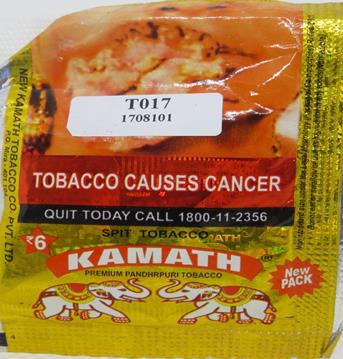 T017
1708101
TOBACCO CAUSES CANCER
QUIT TODAY CALL 1800-11-2356
SPIT TOBACCO
₹6
KAMATH
PREMIUM PANDHRPURI TOBACCO
New
PACK
NEW KAMATH TOBACCO CO. PVT. LTD.
4